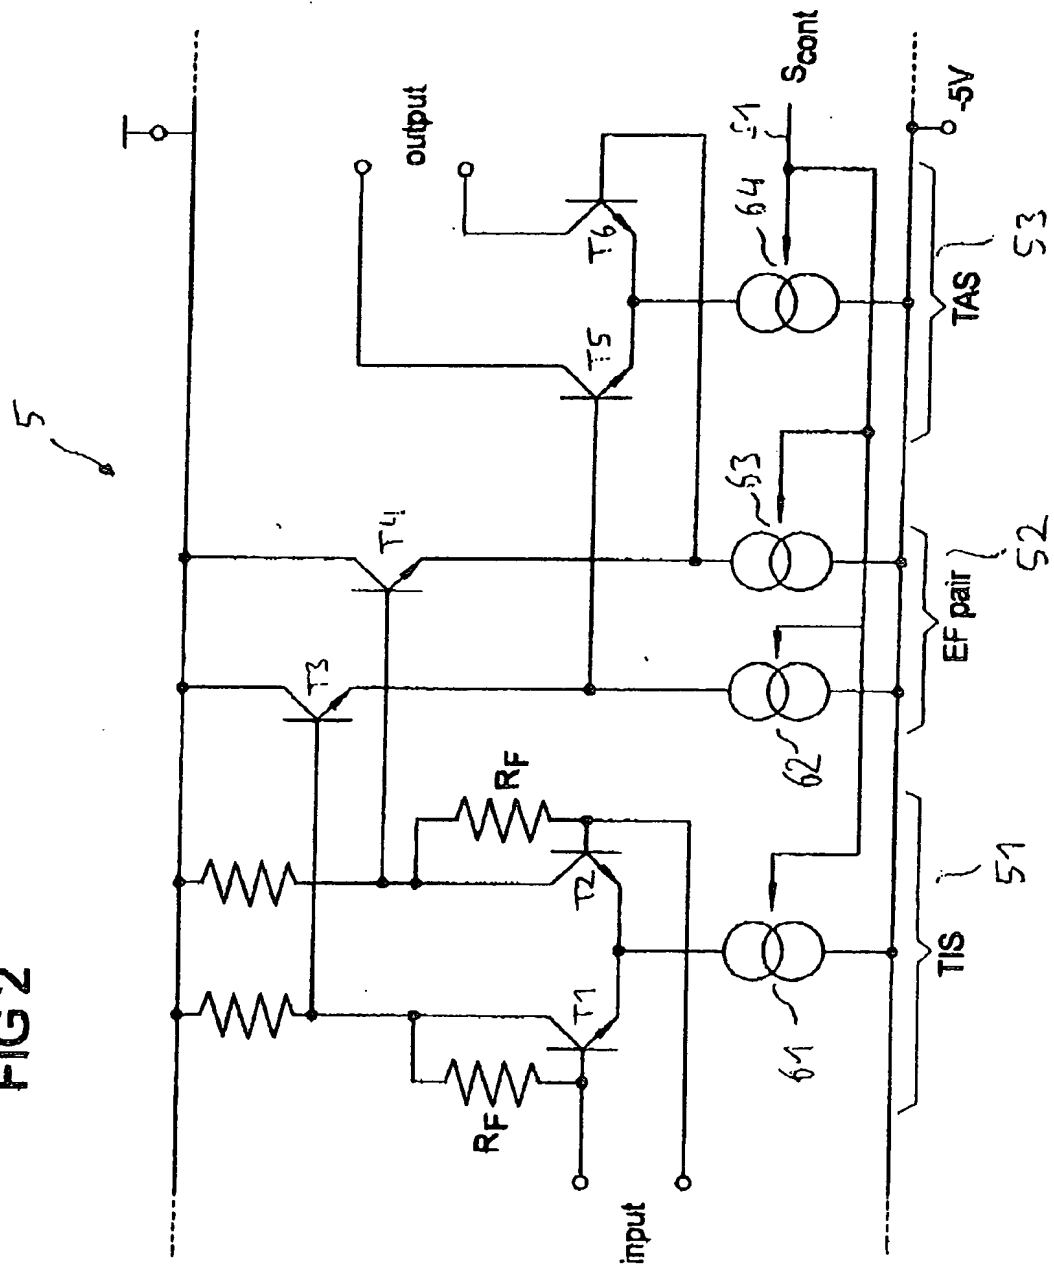 FIG 2
5
input
output
RF
RF
T1
T2
T3
T4
T5
T6
61
62
63
64
Scont
-5V
TIS
EF pair
TAS
51
52
53